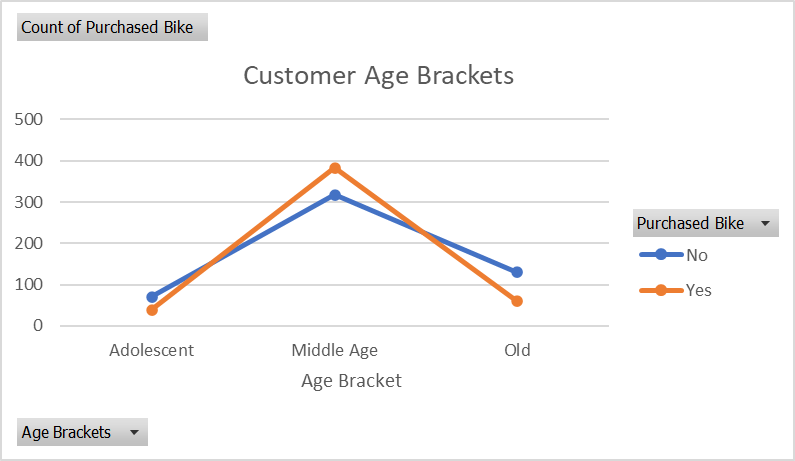 Count of Purchased Bike
Customer Age Brackets
500
400
300
200
100
0
Adolescent Middle Age Old
Age Bracket
Purchased Bike
No
Yes
Age Brackets